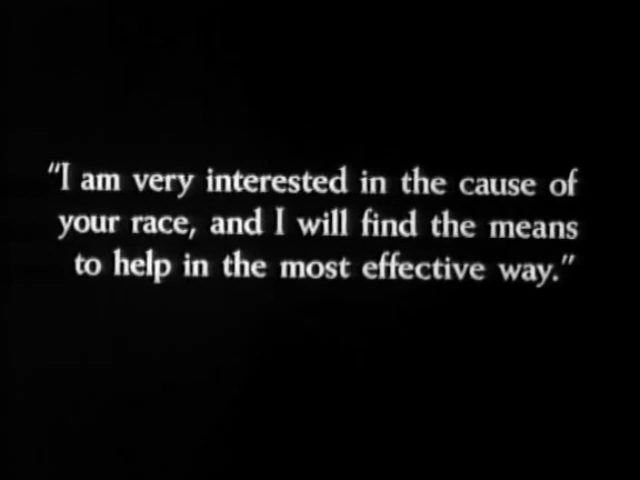 "I am very interested in the cause of
your race, and I will find the means
to help in the most effective way."